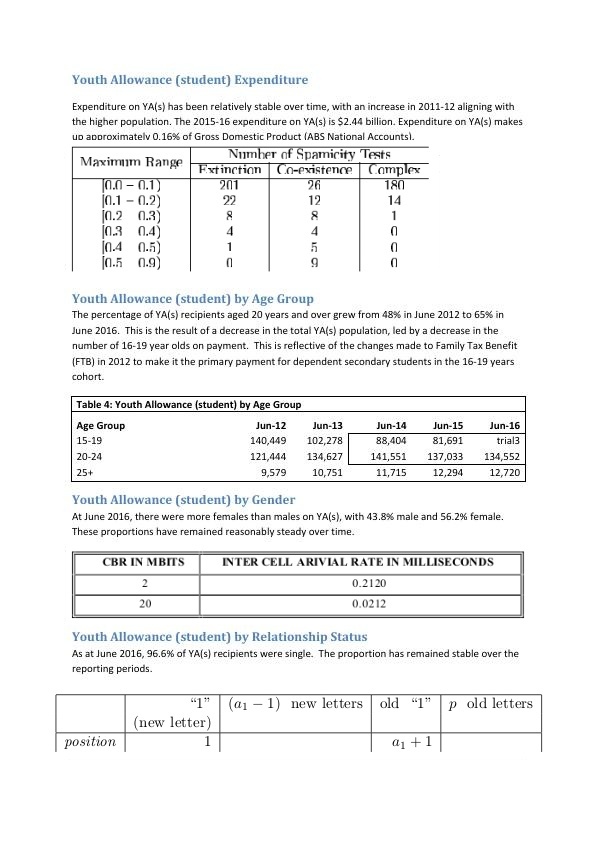 Youth Allowance (student) Expenditure
Expenditure on YA(s) has been relatively stable over time, with an increase in 2011-12 aligning with
the higher population. The 2015-16 expenditure on YA(s) is $2.44 billion. Expenditure on YA(s) makes
up approximately 0.16% of Gross Domestic Product (ABS National Accounts).
Maximum Range Number of Spamicity Tests
Extinction Co-existence Complex
[0.0 – 0.1) 201 26 180
[0.1 – 0.2) 22 12 14
[0.2 0.3) 8 8 1
[0.3 0.4) 4 4 0
[0.4 0.5) 1 5 0
[0.5 0.9) 0 9 0
Youth Allowance (student) by Age Group
The percentage of YA(s) recipients aged 20 years and over grew from 48% in June 2012 to 65% in
June 2016. This is the result of a decrease in the total YA(s) population, led by a decrease in the
number of 16-19 year olds on payment. This is reflective of the changes made to Family Tax Benefit
(FTB) in 2012 to make it the primary payment for dependent secondary students in the 16-19 years
cohort.
Table 4: Youth Allowance (student) by Age Group
Age Group Jun-12 Jun-13 Jun-14 Jun-15 Jun-16
15-19 140,449 102,278 88,404 81,691 trial3
20-24 121,444 134,627 141,551 137,033 134,552
25+ 9,579 10,751 11,715 12,294 12,720
Youth Allowance (student) by Gender
At June 2016, there were more females than males on YA(s), with 43.8% male and 56.2% female.
These proportions have remained reasonably steady over time.
CBR IN MBITS INTER CELL ARIVIAL RATE IN MILLISECONDS
2 0.2120
20 0.0212
Youth Allowance (student) by Relationship Status
As at June 2016, 96.6% of YA(s) recipients were single. The proportion has remained stable over the
reporting periods.
“1” (a₁ − 1) new letters old “1” p old letters
(new letter)
position 1 a₁ + 1